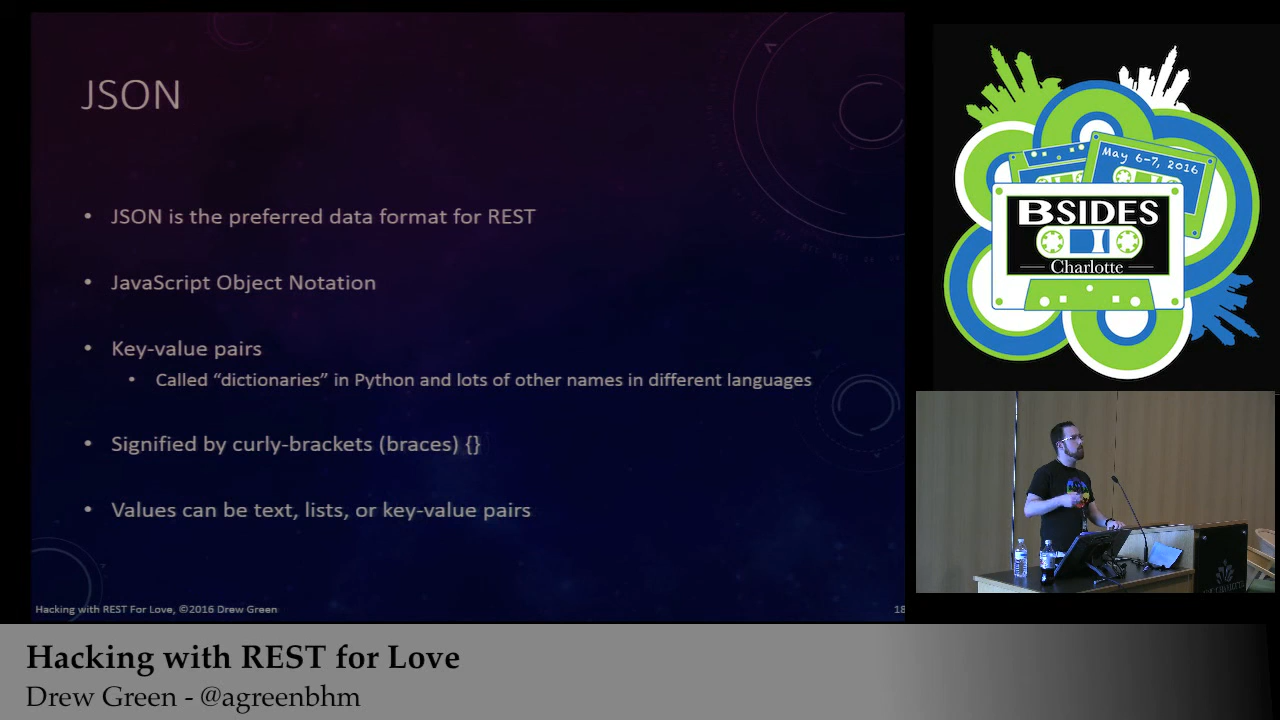 JSON
• JSON is the preferred data format for REST
• JavaScript Object Notation
• Key-value pairs
• Called “dictionaries” in Python and lots of other names in different languages
• Signified by curly-brackets (braces) {}
• Values can be text, lists, or key-value pairs
Hacking with REST For Love, ©2016 Drew Green
18
May 6-7, 2016
BSIDES
Charlotte
Hacking with REST for Love
Drew Green - @agreenbhm